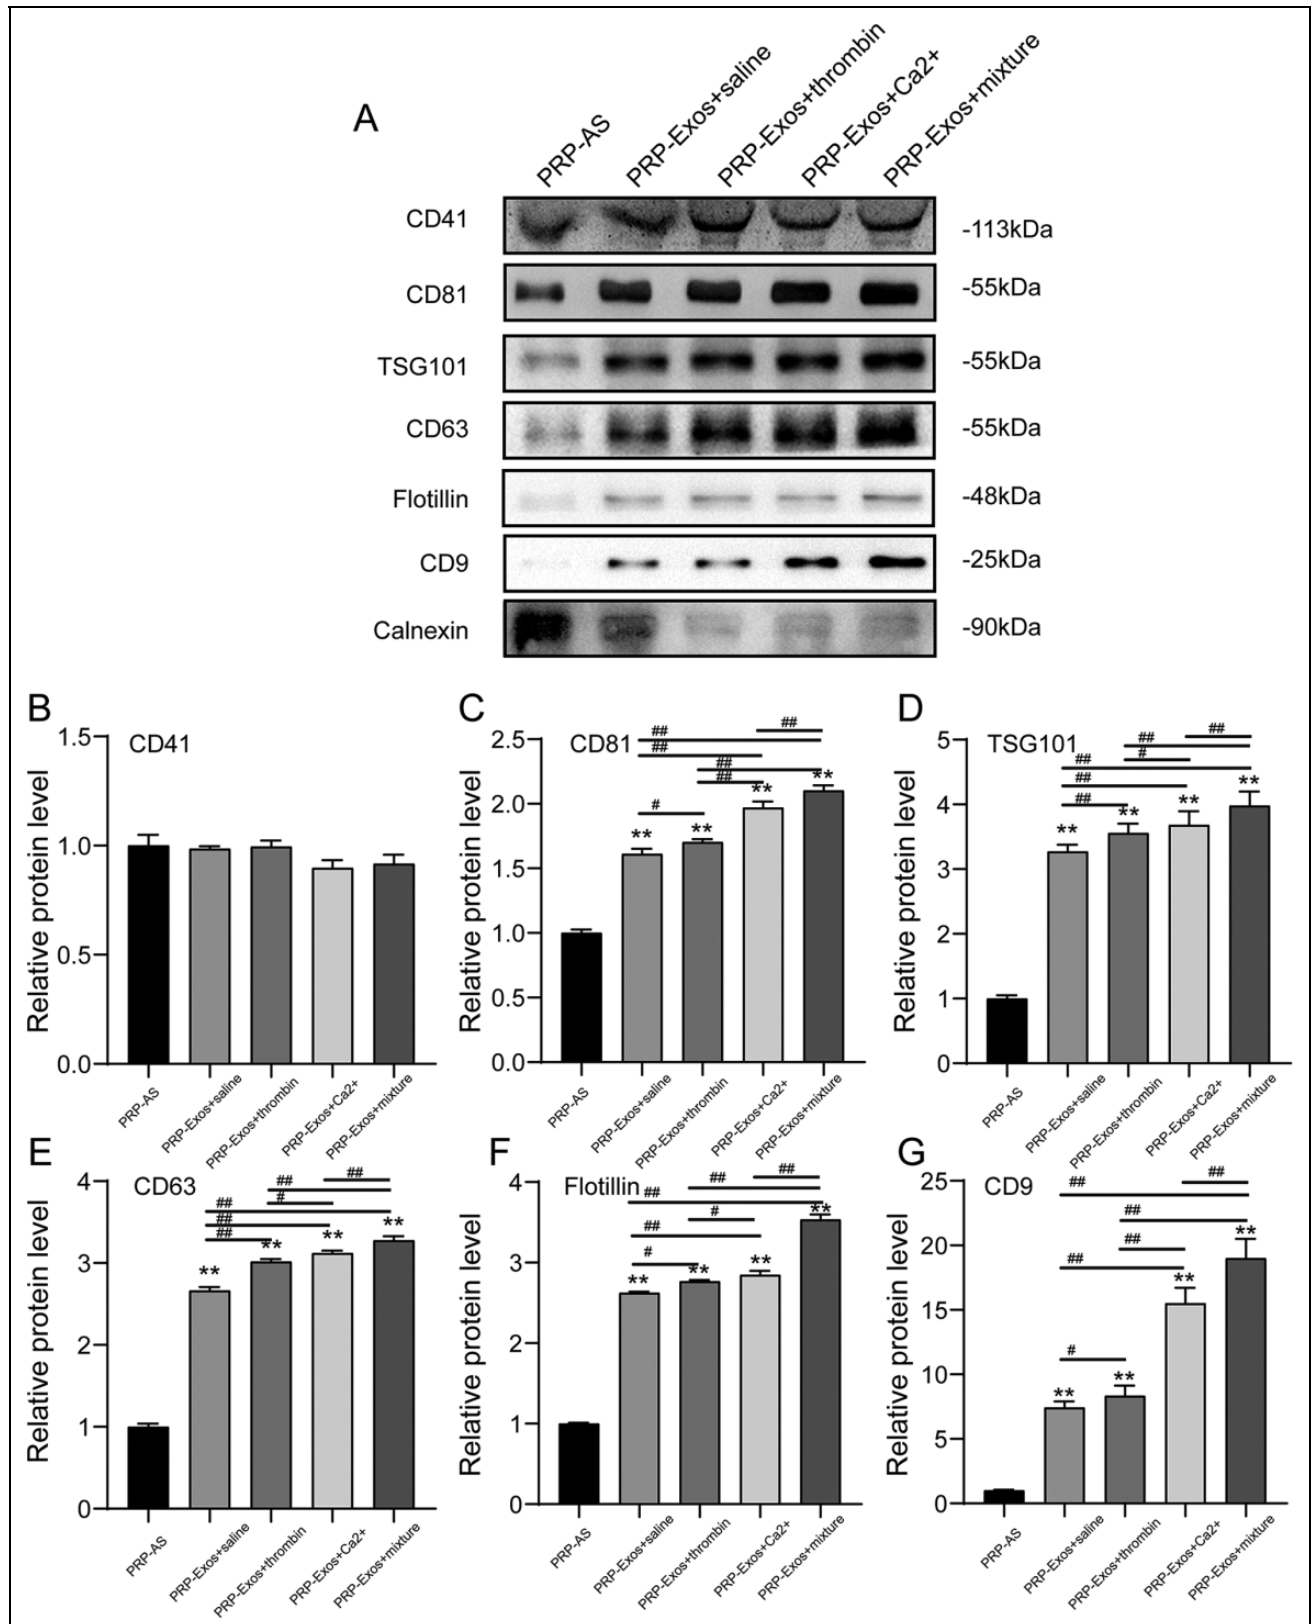 A
PRP-AS
PRP-Exos+saline
PRP-Exos+thrombin
PRP-Exos+Ca2+
PRP-Exos+mixture
CD41
-113kDa
CD81
-55kDa
TSG101
-55kDa
CD63
-55kDa
Flotillin
-48kDa
CD9
-25kDa
Calnexin
-90kDa
B
CD41
Relative protein level
1.5
1.0
0.5
0.0
PRP-AS
PRP-Exos+saline
PRP-Exos+thrombin
PRP-Exos+Ca2+
PRP-Exos+mixture
C
CD81
Relative protein level
2.5
2.0
1.5
1.0
0.5
0.0
##
##
##
##
##
#
**
**
**
**
PRP-AS
PRP-Exos+saline
PRP-Exos+thrombin
PRP-Exos+Ca2+
PRP-Exos+mixture
D
TSG101
Relative protein level
5
4
3
2
1
0
##
##
#
##
##
##
**
**
**
**
PRP-AS
PRP-Exos+saline
PRP-Exos+thrombin
PRP-Exos+Ca2+
PRP-Exos+mixture
E
CD63
Relative protein level
4
3
2
1
0
##
##
#
##
##
##
**
**
**
**
PRP-AS
PRP-Exos+saline
PRP-Exos+thrombin
PRP-Exos+Ca2+
PRP-Exos+mixture
F
Flotillin
Relative protein level
4
3
2
1
0
##
##
##
#
##
#
**
**
**
**
PRP-AS
PRP-Exos+saline
PRP-Exos+thrombin
PRP-Exos+Ca2+
PRP-Exos+mixture
G
CD9
Relative protein level
25
20
15
10
5
0
##
##
##
##
##
#
**
**
**
**
PRP-AS
PRP-Exos+saline
PRP-Exos+thrombin
PRP-Exos+Ca2+
PRP-Exos+mixture